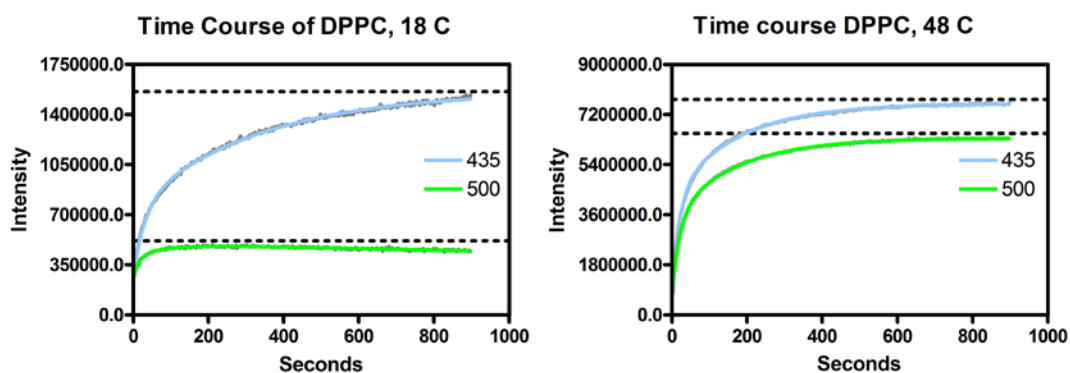 Time Course of DPPC, 18 C
1750000.0
1400000.0
1050000.0
700000.0
350000.0
0.0
Intensity
435
500
0 200 400 600 800 1000
Seconds
Time course DPPC, 48 C
9000000.0
7200000.0
5400000.0
3600000.0
1800000.0
0.0
Intensity
435
500
0 200 400 600 800 1000
Seconds